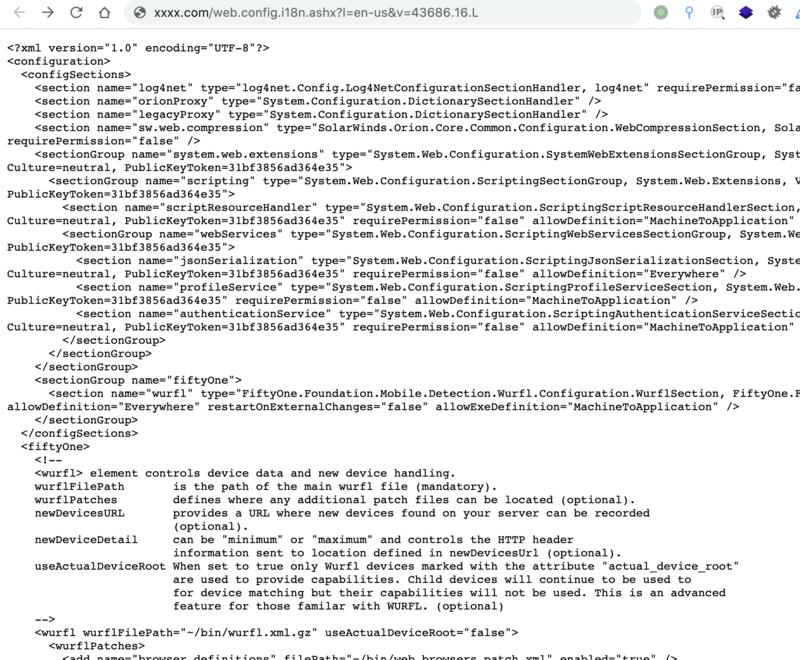 xxxx.com/web.config.i18n.ashx?l=en-us&v=43686.16.L
IP
<?xml version="1.0" encoding="UTF-8"?>
<configuration>
<configSections>
<section name="log4net" type="log4net.Config.Log4NetConfigurationSectionHandler, log4net" requirePermission="fa
<section name="orionProxy" type="System.Configuration.DictionarySectionHandler" />
<section name="legacyProxy" type="System.Configuration.DictionarySectionHandler" />
<section name="sw.web.compression" type="SolarWinds.Orion.Core.Common.Configuration.WebCompressionSection, Sola
requirePermission="false" />
<sectionGroup name="system.web.extensions" type="System.Web.Configuration.SystemWebExtensionsSectionGroup, Syst
Culture=neutral, PublicKeyToken=31bf3856ad364e35">
<sectionGroup name="scripting" type="System.Web.Configuration.ScriptingSectionGroup, System.Web.Extensions, V
PublicKeyToken=31bf3856ad364e35">
<section name="scriptResourceHandler" type="System.Web.Configuration.ScriptingScriptResourceHandlerSection,
Culture=neutral, PublicKeyToken=31bf3856ad364e35" requirePermission="false" allowDefinition="MachineToApplication"
<sectionGroup name="webServices" type="System.Web.Configuration.ScriptingWebServicesSectionGroup, System.We
PublicKeyToken=31bf3856ad364e35">
<section name="jsonSerialization" type="System.Web.Configuration.ScriptingJsonSerializationSection, Syste
Culture=neutral, PublicKeyToken=31bf3856ad364e35" requirePermission="false" allowDefinition="Everywhere" />
<section name="profileService" type="System.Web.Configuration.ScriptingProfileServiceSection, System.Web.
PublicKeyToken=31bf3856ad364e35" requirePermission="false" allowDefinition="MachineToApplication" />
<section name="authenticationService" type="System.Web.Configuration.ScriptingAuthenticationServiceSectio
Culture=neutral, PublicKeyToken=31bf3856ad364e35" requirePermission="false" allowDefinition="MachineToApplication"
</sectionGroup>
</sectionGroup>
</sectionGroup>
<sectionGroup name="fiftyOne">
<section name="wurfl" type="FiftyOne.Foundation.Mobile.Detection.Wurfl.Configuration.WurflSection, FiftyOne.F
allowDefinition="Everywhere" restartOnExternalChanges="false" allowExeDefinition="MachineToApplication" />
</sectionGroup>
</configSections>
<fiftyOne>
<!--
<wurfl> element controls device data and new device handling.
wurflFilePath is the path of the main wurfl file (mandatory).
wurflPatches defines where any additional patch files can be located (optional).
newDevicesURL provides a URL where new devices found on your server can be recorded
(optional).
newDeviceDetail can be "minimum" or "maximum" and controls the HTTP header
information sent to location defined in newDevicesUrl (optional).
useActualDeviceRoot When set to true only Wurfl devices marked with the attribute "actual_device_root"
are used to provide capabilities. Child devices will continue to be used to
for device matching but their capabilities will not be used. This is an advanced
feature for those familar with WURFL. (optional)
-->
<wurfl wurflFilePath="~/bin/wurfl.xml.gz" useActualDeviceRoot="false">
<wurflPatches>
<add name="browser_definitions" filePath="~/bin/web_browsers_patch.xml" enabled="true" />